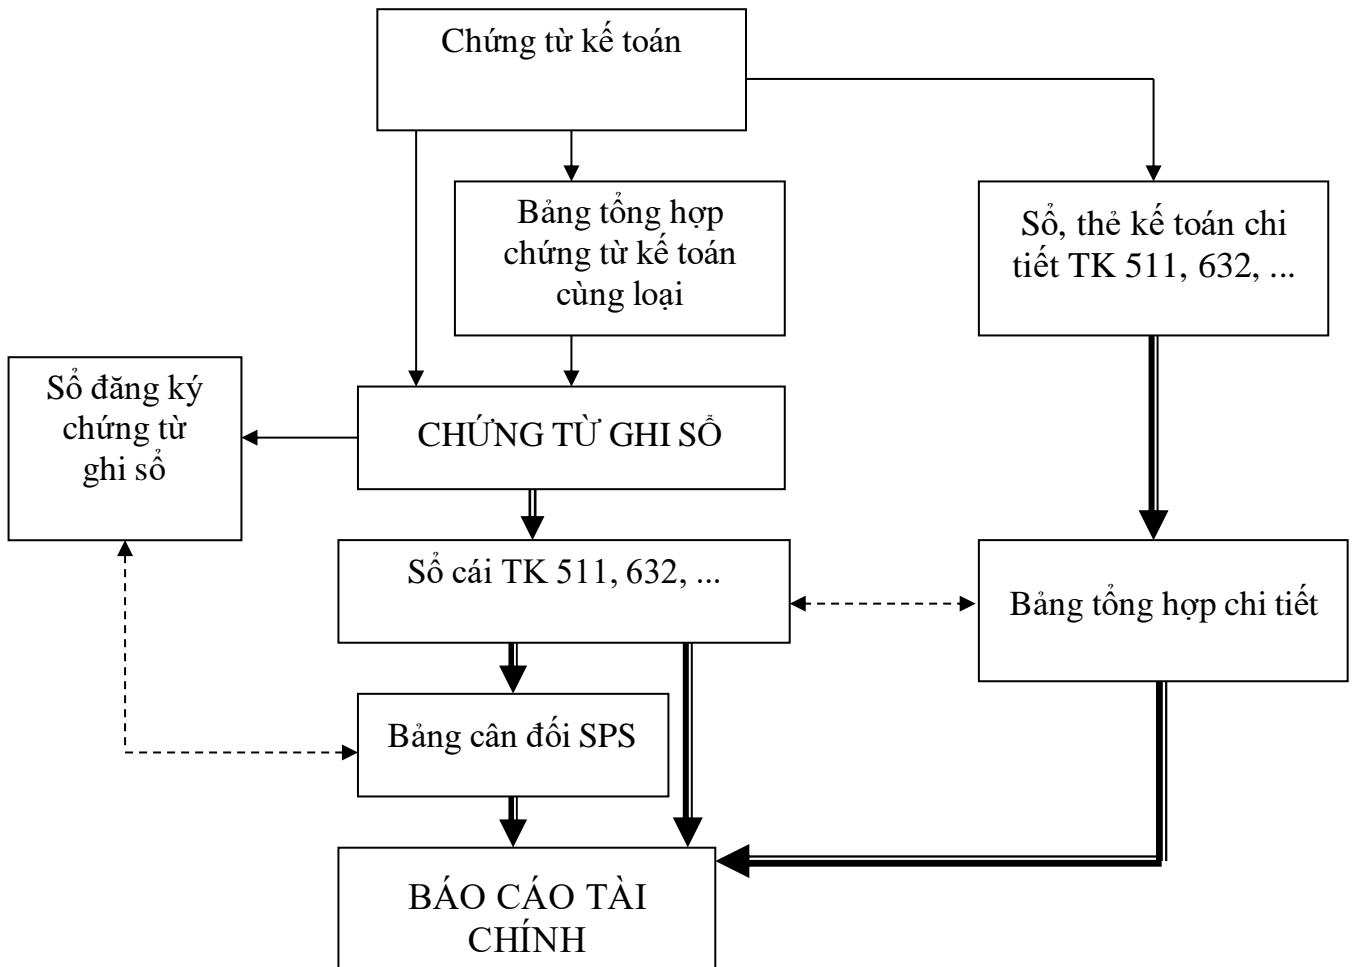 Chứng từ kế toán
Bảng tổng hợp
chứng từ kế toán
cùng loại
Sổ, thẻ kế toán chi
tiết TK 511, 632, ...
Sổ đăng ký
chứng từ
ghi sổ
CHỨNG TỪ GHI SỔ
Sổ cái TK 511, 632, ...
Bảng tổng hợp chi tiết
Bảng cân đối SPS
BÁO CÁO TÀI
CHÍNH